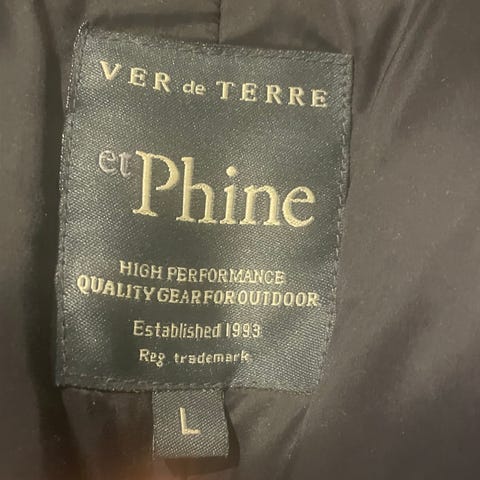 VER de TERRE
et Phine
HIGH PERFORMANCE
QUALITY GEAR FOR OUTDOOR
Established 1993
Reg. trademark
L